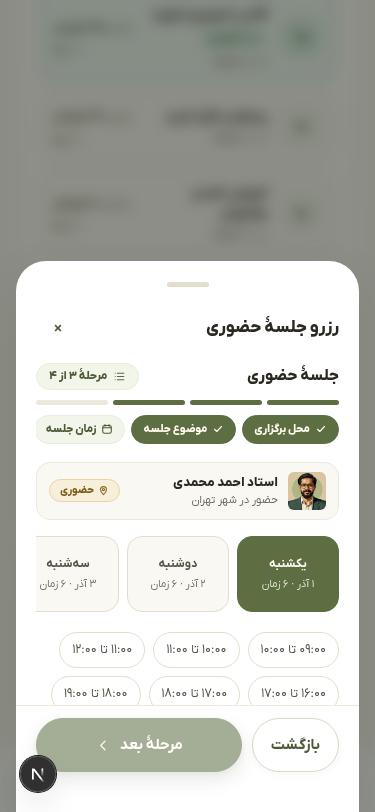 رزرو جلسهٔ حضوری
×
جلسهٔ حضوری
مرحلهٔ ۳ از ۴
محل برگزاری
موضوع جلسه
زمان جلسه
استاد احمد محمدی
حضور در شهر تهران
حضوری
یکشنبه
۱ آذر · ۶ زمان
دوشنبه
۲ آذر · ۶ زمان
سه‌شنبه
۳ آذر · ۶ زمان
۰۹:۰۰ تا ۱۰:۰۰
۱۰:۰۰ تا ۱۱:۰۰
۱۱:۰۰ تا ۱۲:۰۰
۱۶:۰۰ تا ۱۷:۰۰
۱۷:۰۰ تا ۱۸:۰۰
۱۸:۰۰ تا ۱۹:۰۰
بازگشت
مرحلهٔ بعد
N